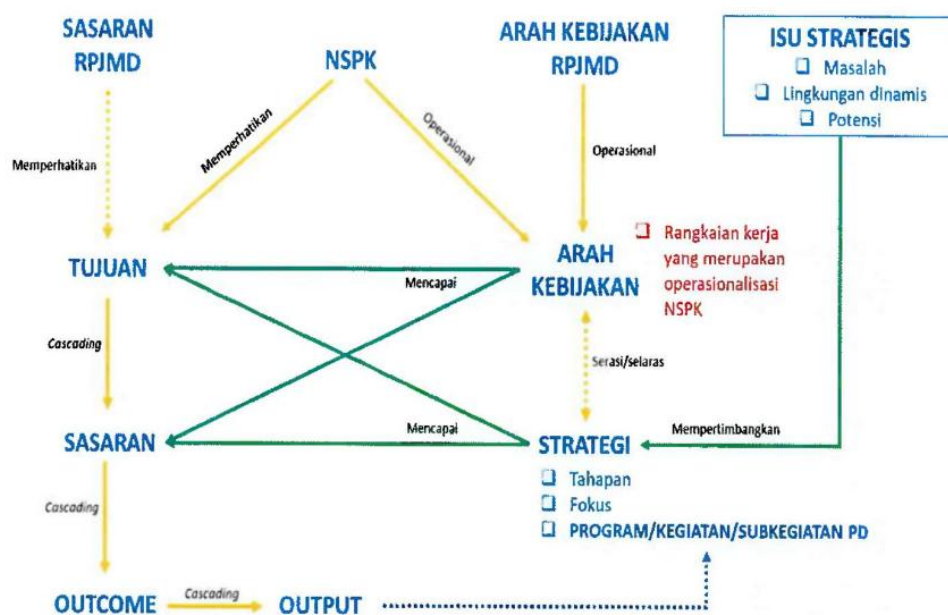 SASARAN
RPJMD
NSPK
ARAH KEBIJAKAN
RPJMD
ISU STRATEGIS
❑ Masalah
❑ Lingkungan dinamis
❑ Potensi
Memperhatikan
Memperhatikan
Operasional
Operasional
TUJUAN
Mencapai
ARAH
KEBIJAKAN
❑ Rangkaian kerja
yang merupakan
operasionalisasi
NSPK
Cascading
Serasi/selaras
SASARAN
Mencapai
STRATEGI
Mempertimbangkan
❑ Tahapan
❑ Fokus
❑ PROGRAM/KEGIATAN/SUBKEGIATAN PD
Cascading
OUTCOME
Cascading
OUTPUT